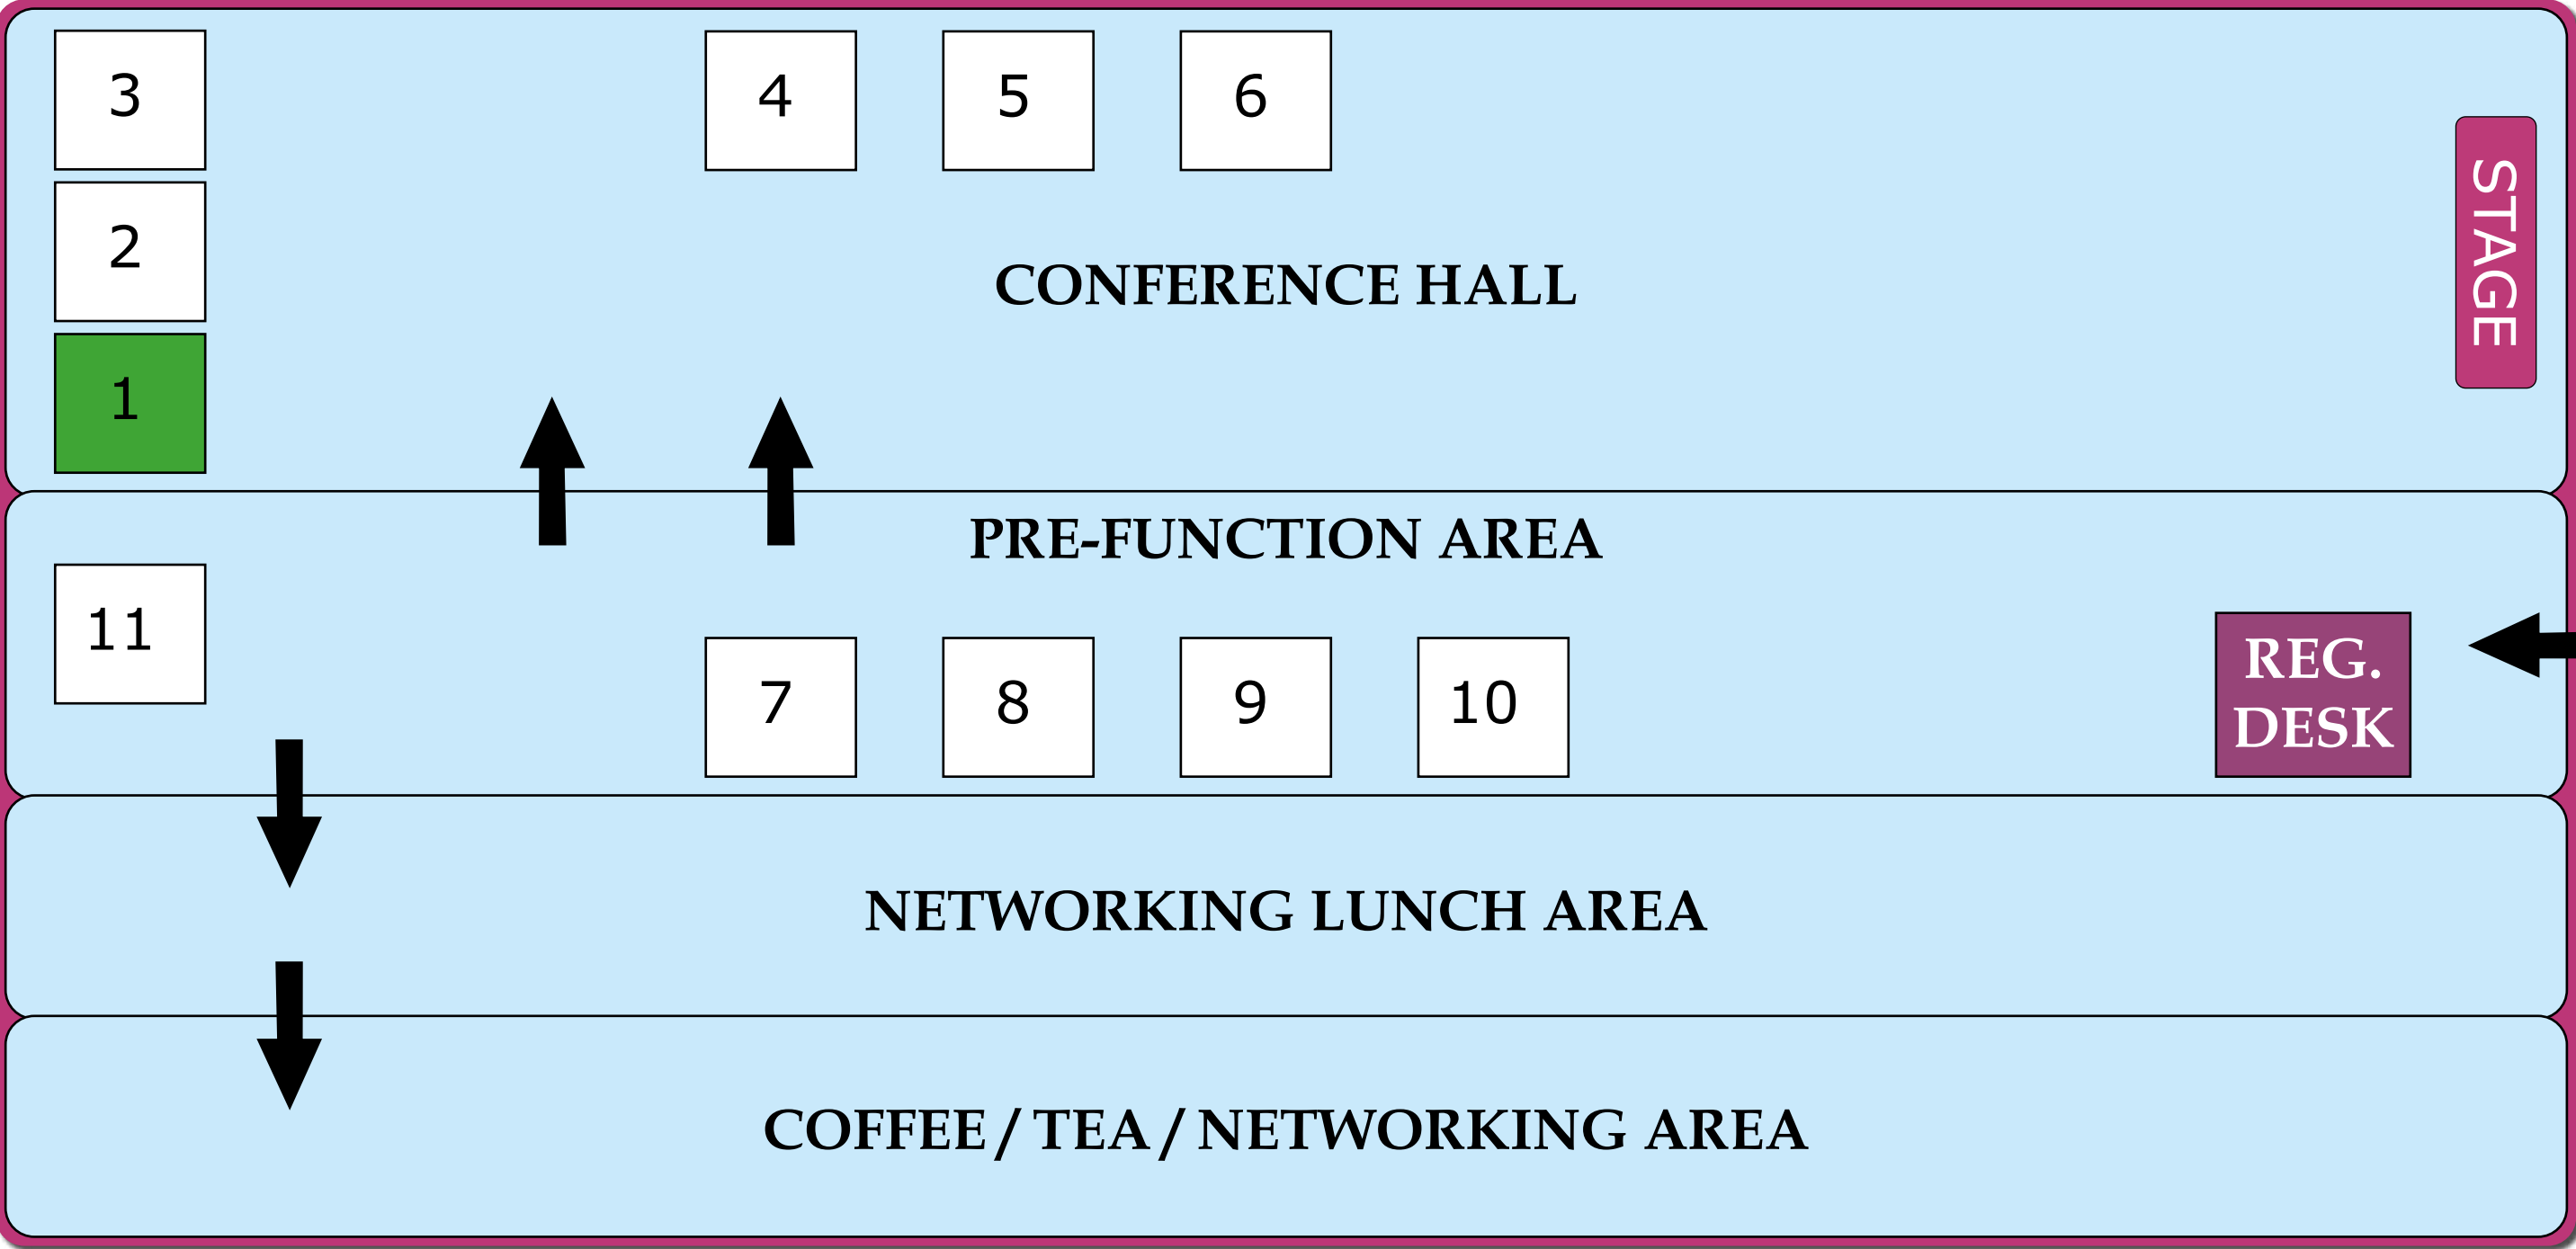 3
4
5
6
2
1
STAGE
CONFERENCE HALL
PRE-FUNCTION AREA
11
7
8
9
10
REG.
DESK
NETWORKING LUNCH AREA
COFFEE / TEA / NETWORKING AREA